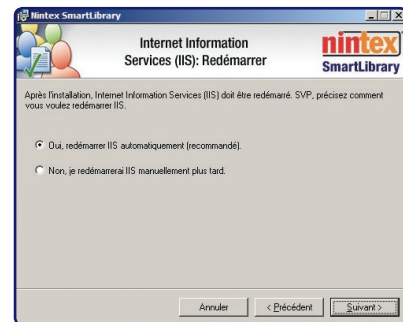 Nintex SmartLibrary
Internet Information
Services (IIS): Redémarrer
nintex
SmartLibrary
Après l'installation, Internet Information Services (IIS) doit être redémarré. SVP, précisez comment
vous voulez redémarrer IIS.
Oui, redémarrer IIS automatiquement (recommandé).
Non, je redémarrerai IIS manuellement plus tard.
Annuler
< Précédent
Suivant >